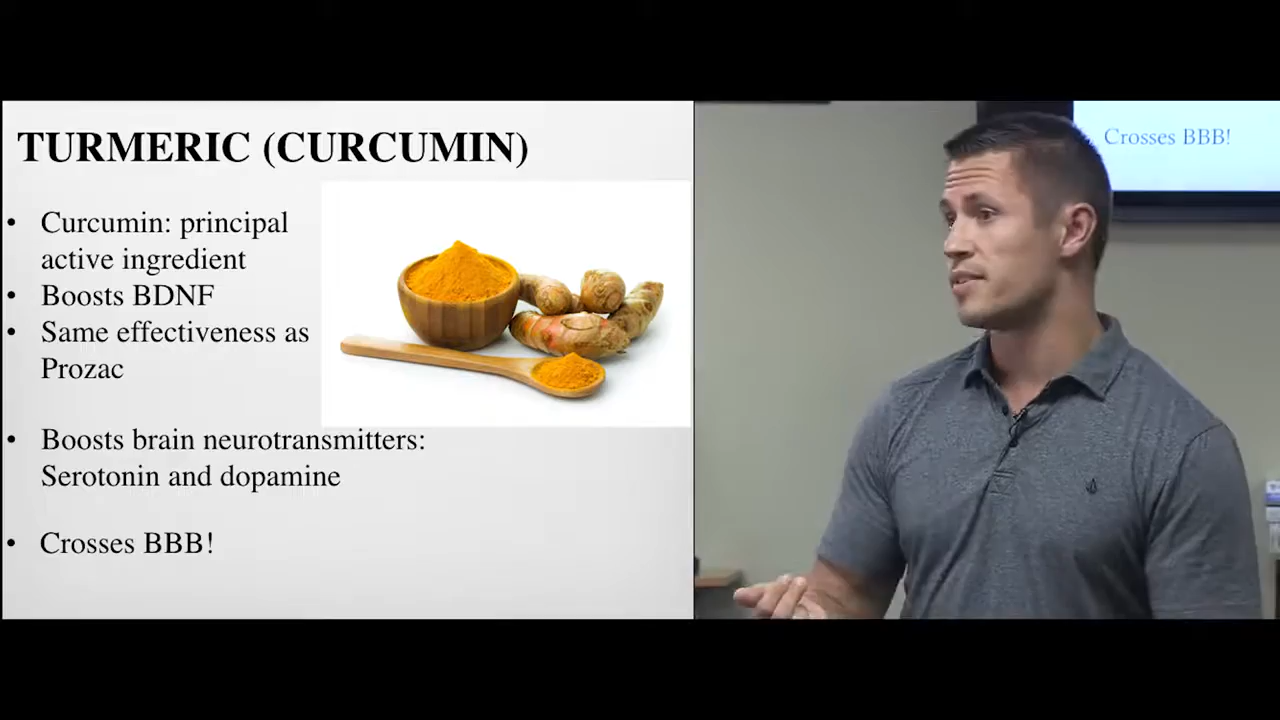 TURMERIC (CURCUMIN)
• Curcumin: principal
active ingredient
• Boosts BDNF
• Same effectiveness as
Prozac
• Boosts brain neurotransmitters:
Serotonin and dopamine
• Crosses BBB!
Crosses BBB!